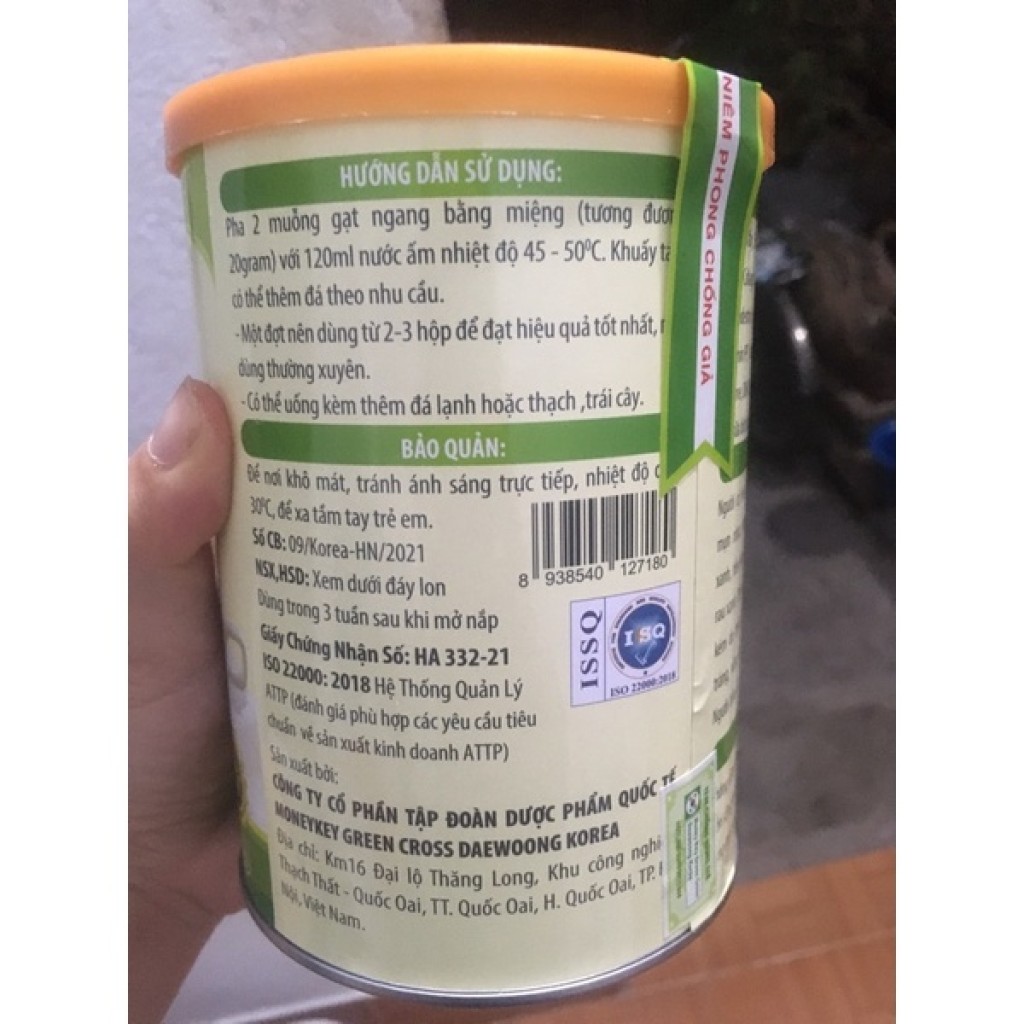 HƯỚNG DẪN SỬ DỤNG:
Pha 2 muỗng gạt ngang bằng miệng (tương đươn
20gram) với 120ml nước ấm nhiệt độ 45 - 50⁰C. Khuấy
có thể thêm đá theo nhu cầu.
- Một đợt nên dùng từ 2-3 hộp để đạt hiệu quả tốt nhất,
dùng thường xuyên.
- Có thể uống kèm thêm đá lạnh hoặc thạch ,trái cây.
BẢO QUẢN:
Để nơi khô mát, tránh ánh sáng trực tiếp, nhiệt độ
30⁰C, để xa tầm tay trẻ em.
Số CB: 09/Korea-HN/2021
NSX,HSD: Xem dưới đáy lon
Dùng trong 3 tuần sau khi mở nắp
Giấy Chứng Nhận Số: HA 332-21
ISO 22000: 2018 Hệ Thống Quản Lý
ATTP (đánh giá phù hợp các yêu cầu tiêu
chuẩn về sản xuất kinh doanh ATTP)
Sản xuất bởi:
CÔNG TY CỔ PHẦN TẬP ĐOÀN DƯỢC PHẨM QUỐC TẾ
MONEYKEY GREEN CROSS DAEWOONG KOREA
Địa chỉ: Km16 Đại lộ Thăng Long, Khu công
Thạch Thất - Quốc Oai, TT. Quốc Oai, H. Quốc Oai, TP.
Nội, Việt Nam.
8 938540 127180
ISSQ
ISSQ
ISO 22000:2018
NIÊM PHONG CHỐNG GIẢ